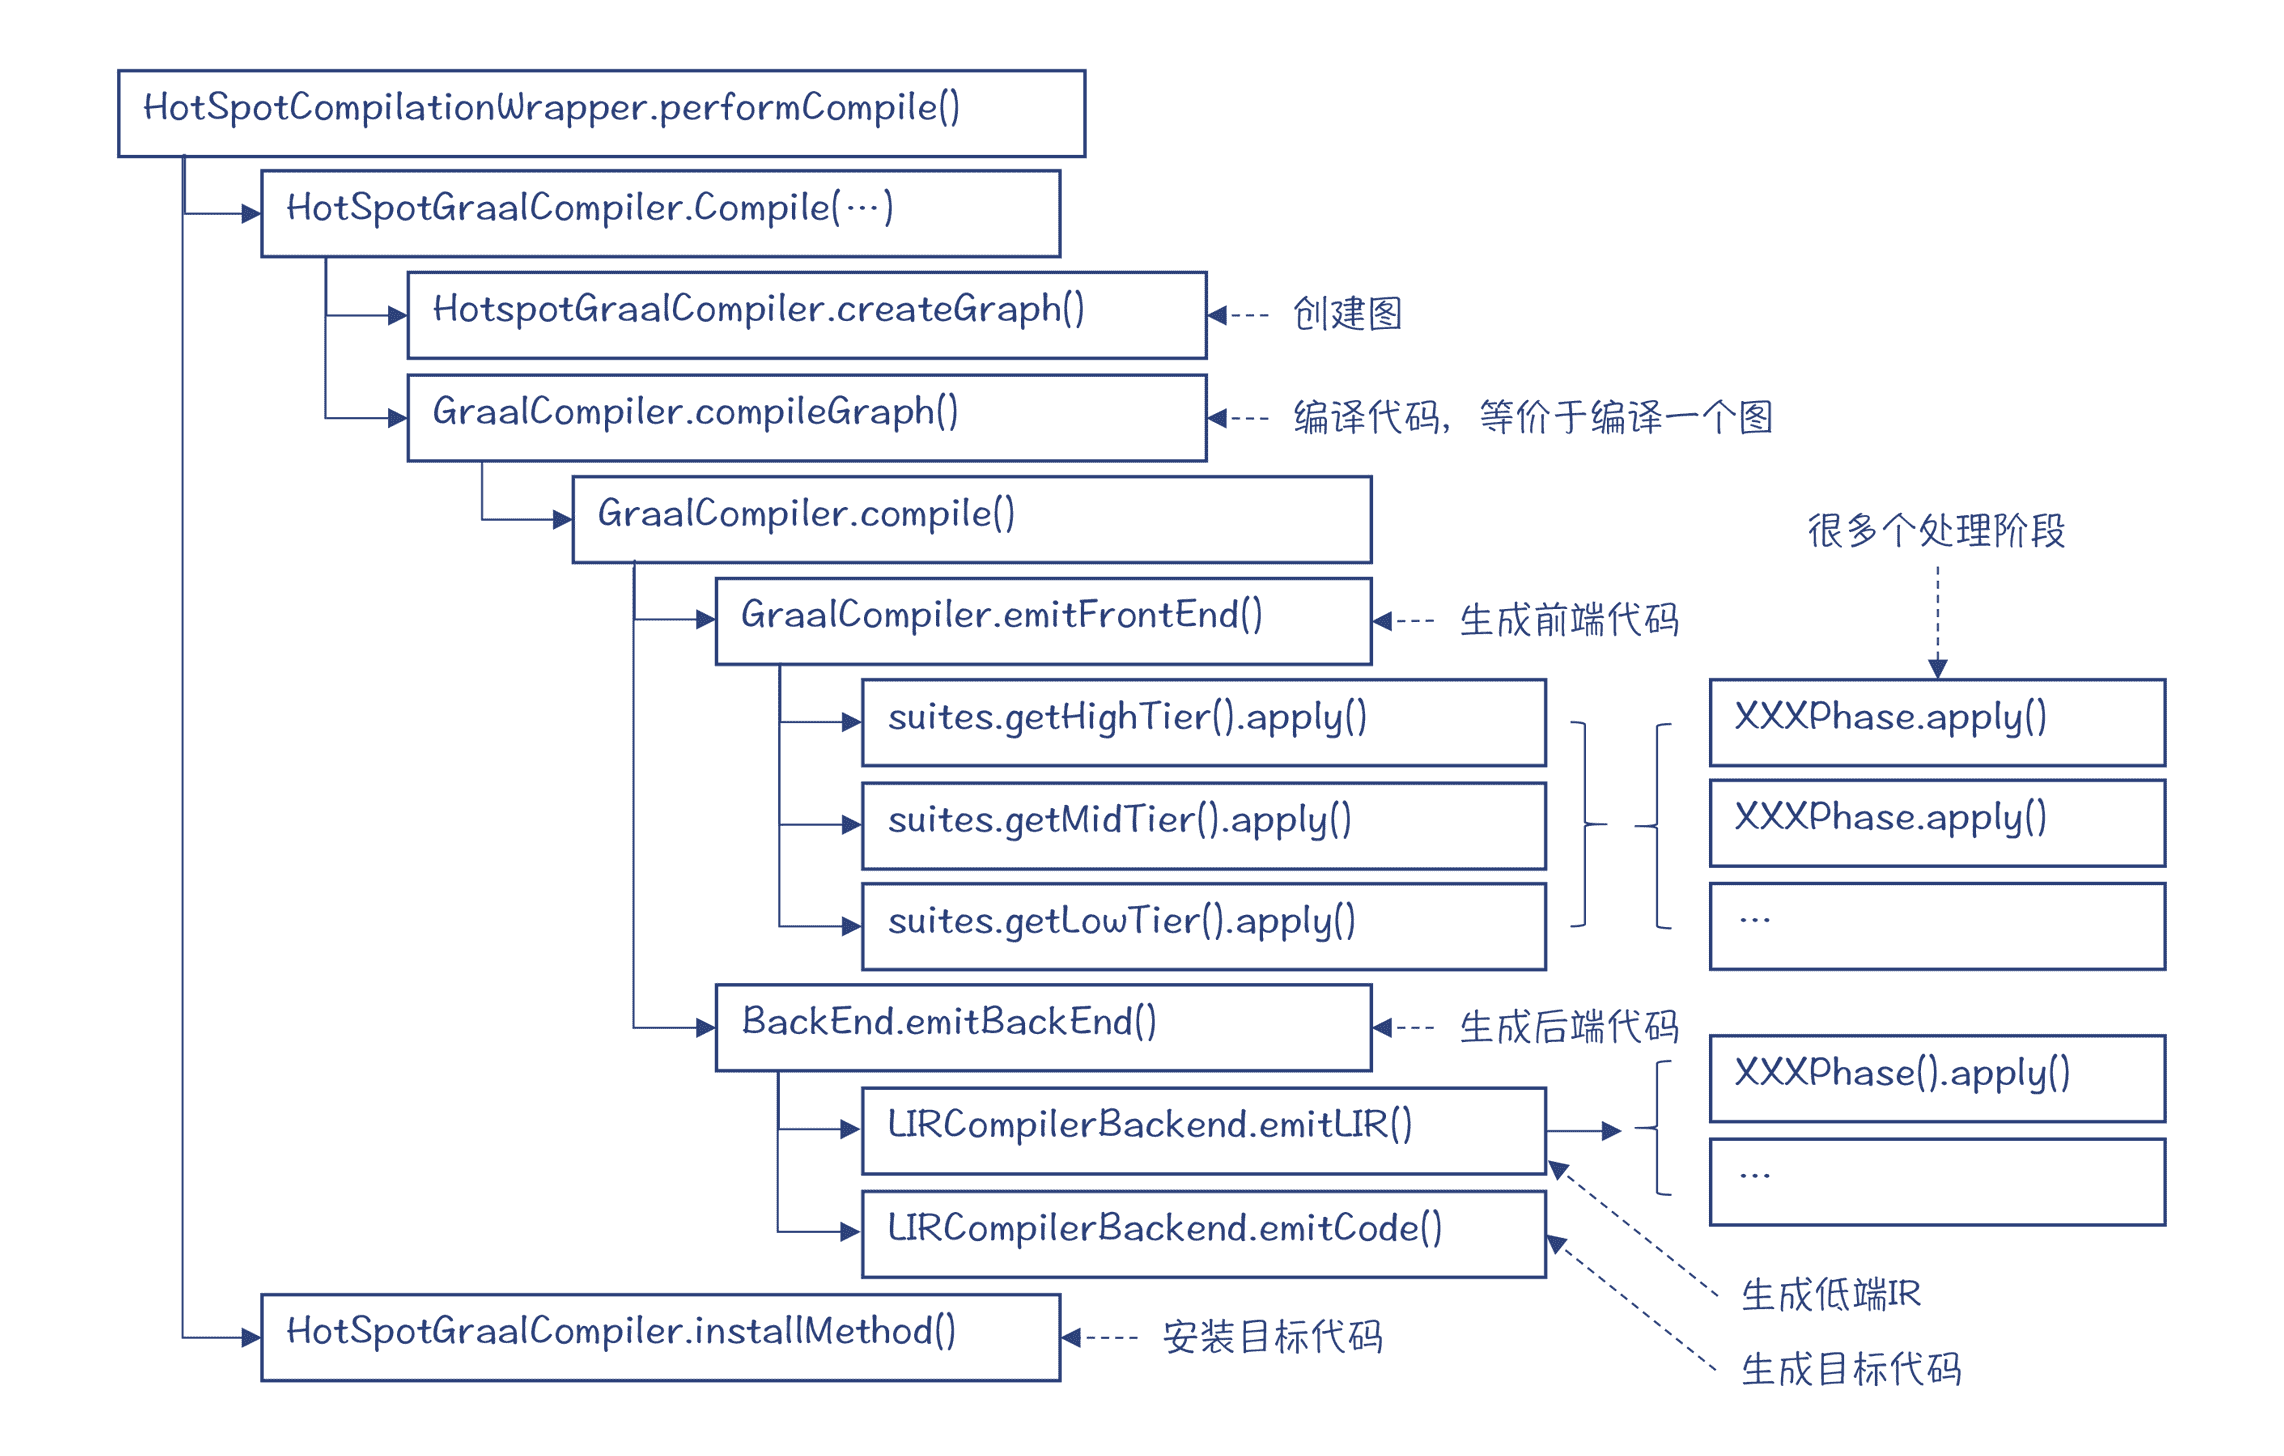 HotSpotCompilationWrapper.performCompile()
HotSpotGraalCompiler.Compile(…)
HotspotGraalCompiler.createGraph()
创建图
GraalCompiler.compileGraph()
编译代码，等价于编译一个图
GraalCompiler.compile()
很多个处理阶段
GraalCompiler.emitFrontEnd()
生成前端代码
suites.getHighTier().apply()
XXXPhase.apply()
suites.getMidTier().apply()
XXXPhase.apply()
suites.getLowTier().apply()
…
BackEnd.emitBackEnd()
生成后端代码
XXXPhase().apply()
LIRCompilerBackend.emitLIR()
…
LIRCompilerBackend.emitCode()
生成低端IR
HotSpotGraalCompiler.installMethod()
安装目标代码
生成目标代码